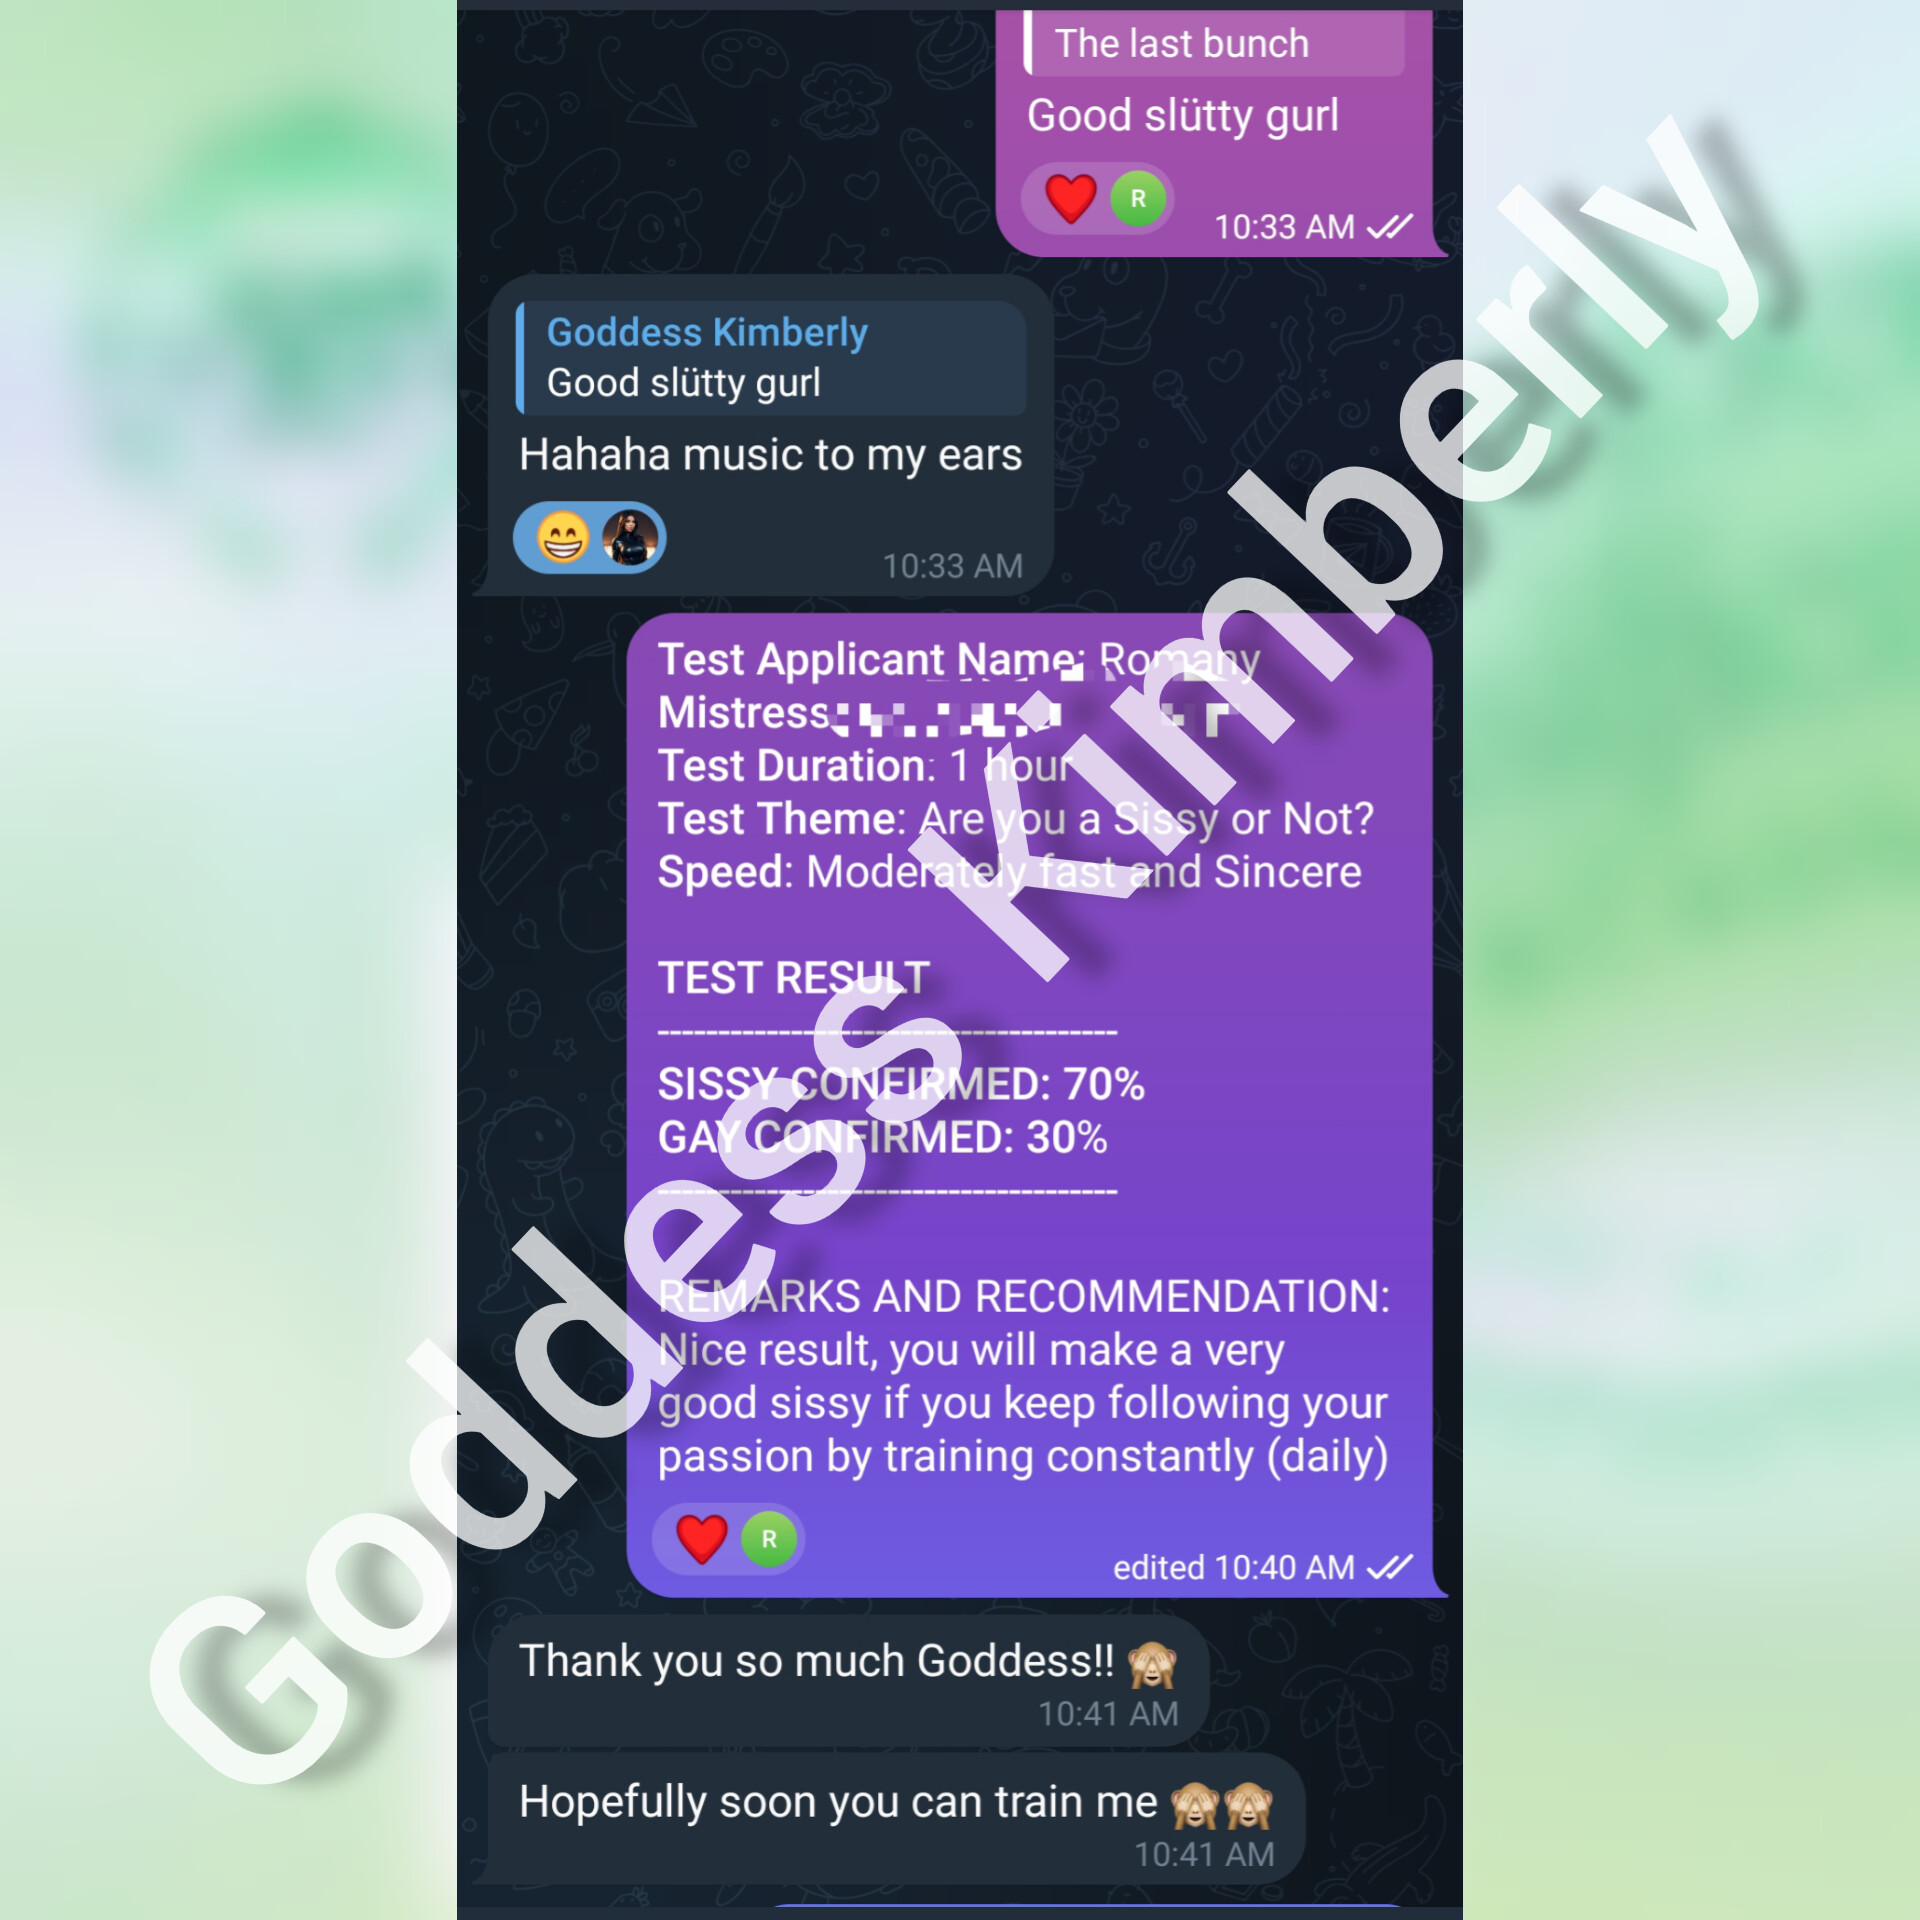 The last bunch
Good slütty gurl
R
10:33 AM
Goddess Kimberly
Good slütty gurl
Hahaha music to my ears
10:33 AM
Test Applicant Name: Romany
Mistress
Test Duration: 1 hour
Test Theme: Are you a Sissy or Not?
Speed: Moderately fast and Sincere
TEST RESULT
--------------------------------------
SISSY CONFIRMED: 70%
GAY CONFIRMED: 30%
--------------------------------------
REMARKS AND RECOMMENDATION:
Nice result, you will make a very
good sissy if you keep following your
passion by training constantly (daily)
R
edited 10:40 AM
Thank you so much Goddess!! 🙈
10:41 AM
Hopefully soon you can train me 🙈🙈
10:41 AM
Goddess Kimberly